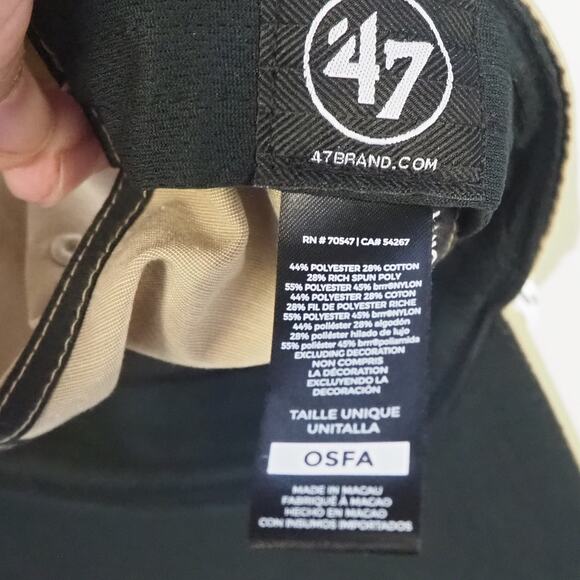 '47
47BRAND.COM
RN # 70547 | CA# 54267
44% POLYESTER 28% COTTON
28% RICH SPUN POLY
55% POLYESTER 45% brrr®NYLON
44% POLYESTER 28% COTON
28% FIL DE POLYESTER RICHE
55% POLYESTER 45% brrr®NYLON
44% poliéster 28% algodón
28% poliéster hilado de lujo
55% poliéster 45% brrr®poliamida
EXCLUDING DECORATION
NON COMPRIS
LA DÉCORATION
EXCLUYENDO LA
DECORACIÓN
TAILLE UNIQUE
UNITALLA
OSFA
MADE IN MACAU
FABRIQUÉ À MACAO
HECHO EN MACAO
CON INSUMOS IMPORTADOS